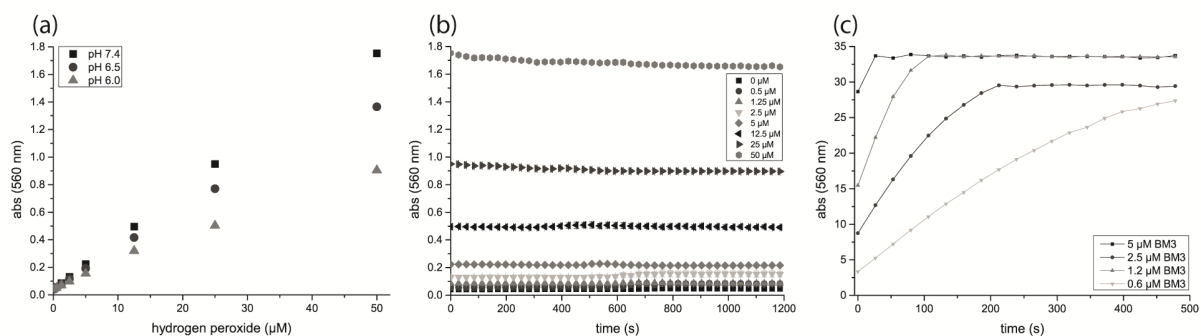 (a)
pH 7.4
pH 6.5
pH 6.0
abs (560 nm)
1.8
1.6
1.4
1.2
1.0
0.8
0.6
0.4
0.2
0.0
0 10 20 30 40 50
hydrogen peroxide (µM)
(b)
0 µM
0.5 µM
1.25 µM
2.5 µM
5 µM
12.5 µM
25 µM
50 µM
abs (560 nm)
1.8
1.6
1.4
1.2
1.0
0.8
0.6
0.4
0.2
0.0
0 200 400 600 800 1000 1200
time (s)
(c)
abs (560 nm)
35
30
25
20
15
10
5
0
5 µM BM3
2.5 µM BM3
1.2 µM BM3
0.6 µM BM3
0 100 200 300 400 500
time (s)